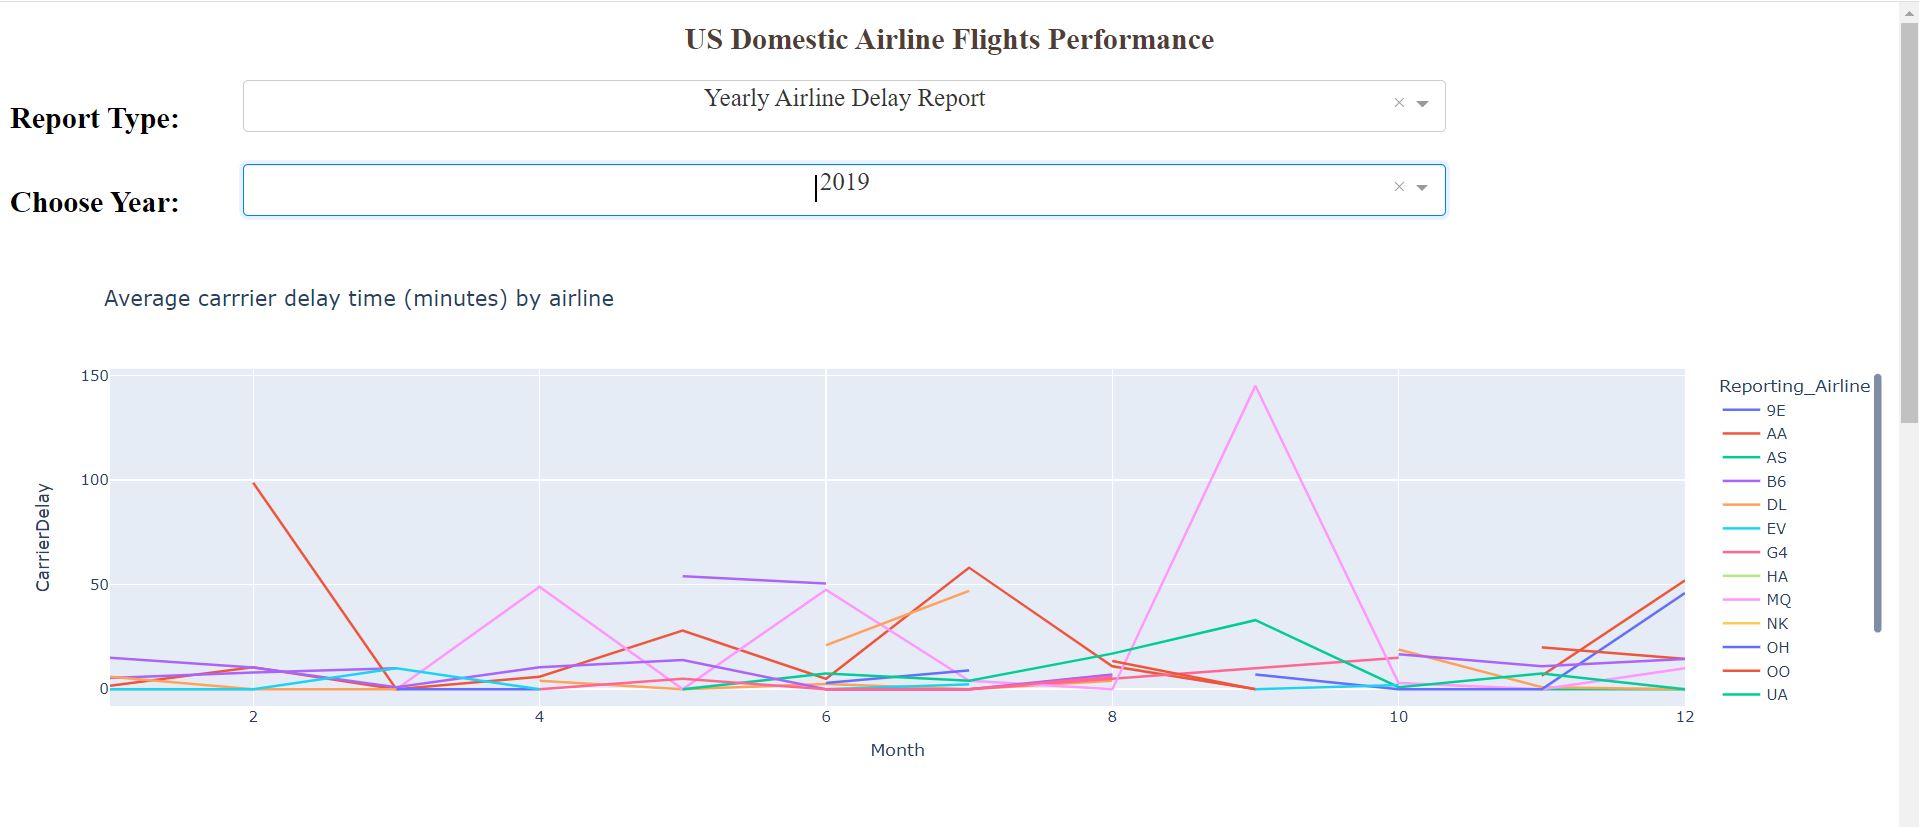 US Domestic Airline Flights Performance
Report Type:
Yearly Airline Delay Report
Choose Year:
2019
Average carrrier delay time (minutes) by airline
CarrierDelay
150
100
50
0
2
4
6
8
10
12
Month
Reporting_Airline
9E
AA
AS
B6
DL
EV
G4
HA
MQ
NK
OH
OO
UA